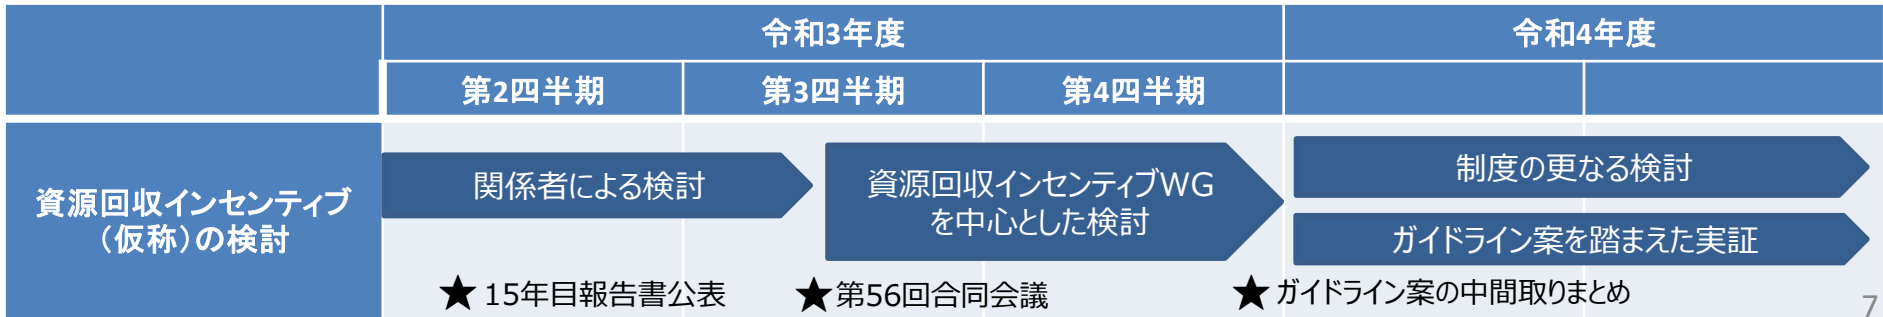 令和3年度
令和4年度
第2四半期
第3四半期
第4四半期
資源回収インセンティブ
（仮称）の検討
関係者による検討
資源回収インセンティブWG
を中心とした検討
制度の更なる検討
ガイドライン案を踏まえた実証
★ 15年目報告書公表
★第56回合同会議
★ガイドライン案の中間取りまとめ
7